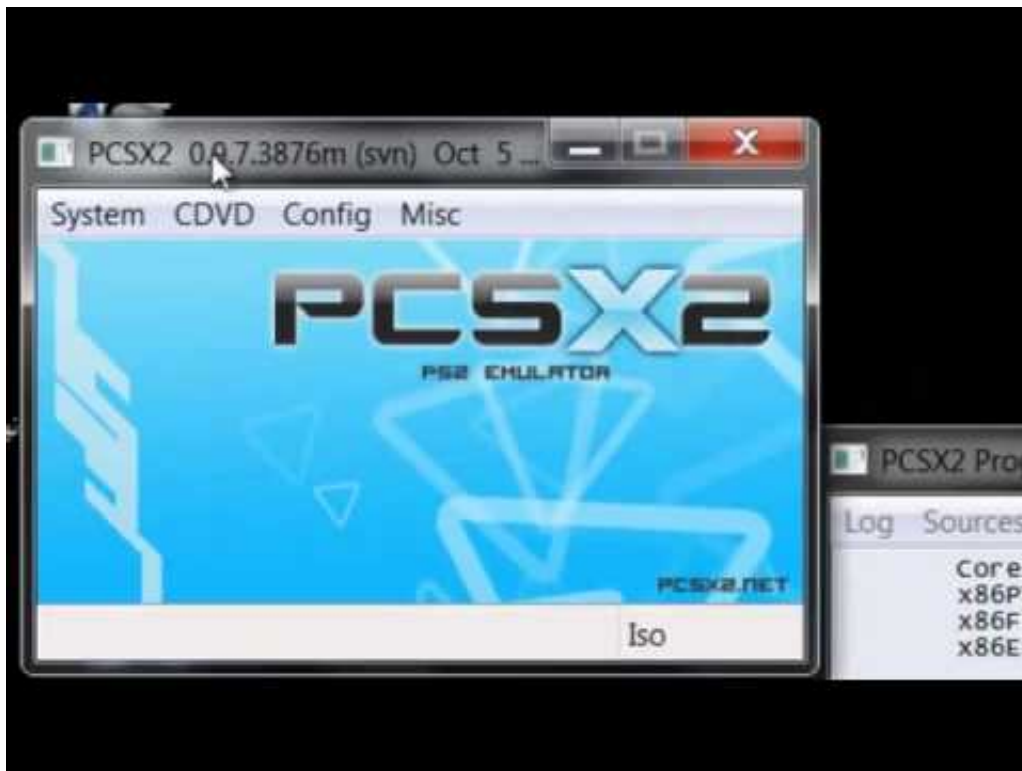 PCSX2 0.9.7.3876m (svn) Oct 5 ...
System CDVD Config Misc
PCSX2
PS2 EMULATOR
PCSX2.NET
Iso
PCSX2 Pro
Log Sources
Core
x86P
x86F
x86E